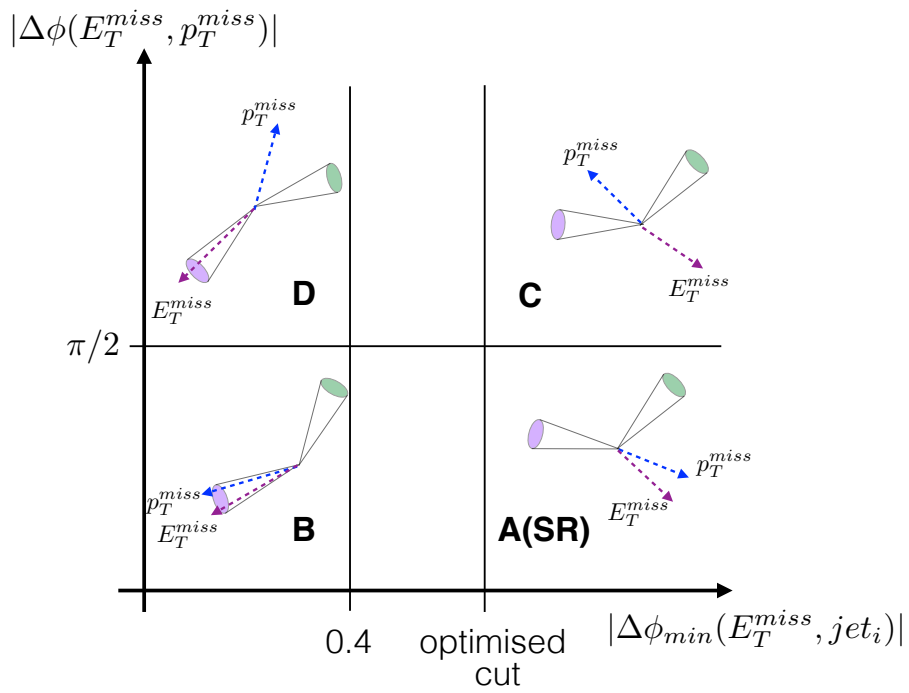 |Δϕ(E_T^{miss}, p_T^{miss})|
p_T^{miss}
E_T^{miss}
D
p_T^{miss}
E_T^{miss}
C
π/2
p_T^{miss}
E_T^{miss}
B
p_T^{miss}
E_T^{miss}
A(SR)
0.4
optimised
cut
|Δϕ_{min}(E_T^{miss}, jet_i)|